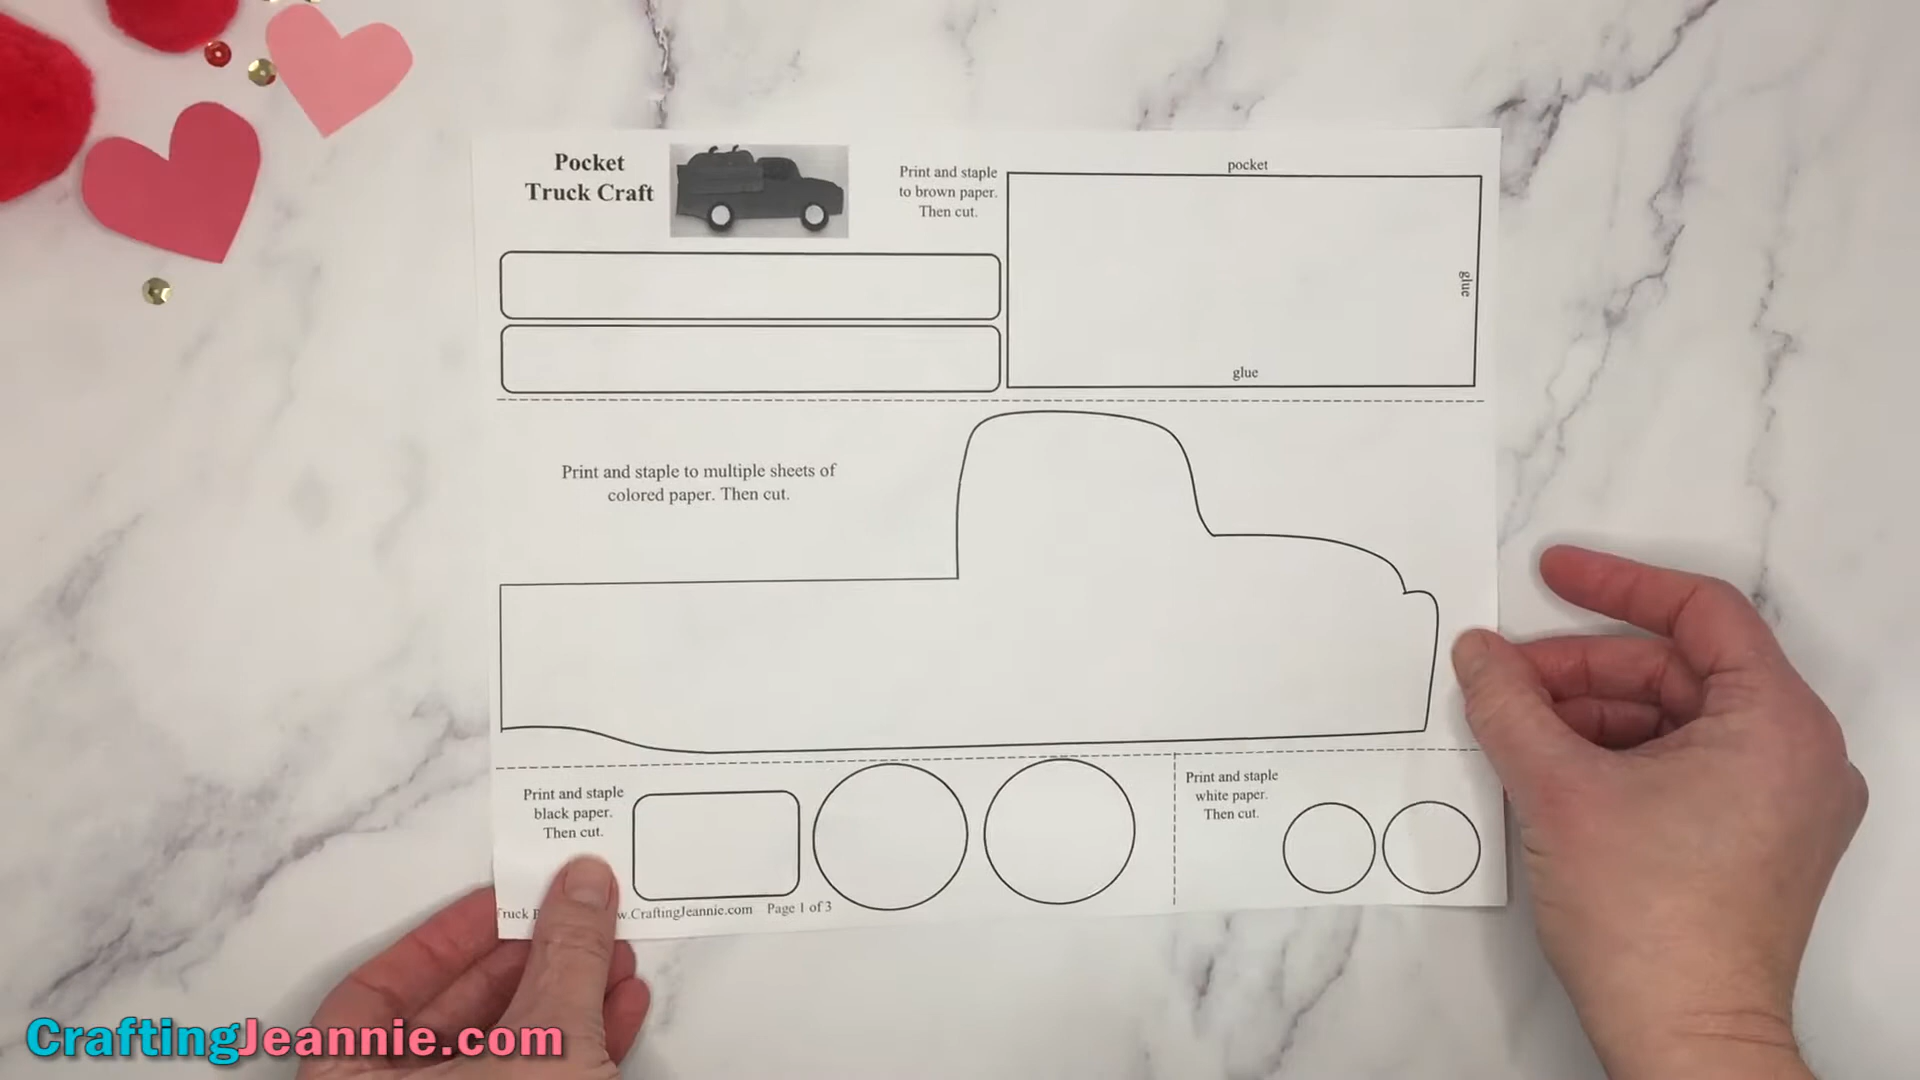 Pocket
Truck Craft
Print and staple
to brown paper.
Then cut.
pocket
glue
glue
Print and staple to multiple sheets of
colored paper. Then cut.
Print and staple
black paper.
Then cut.
Print and staple
white paper.
Then cut.
Truck
w.CraftingJeannie.com Page 1 of 3
CraftingJeannie.com